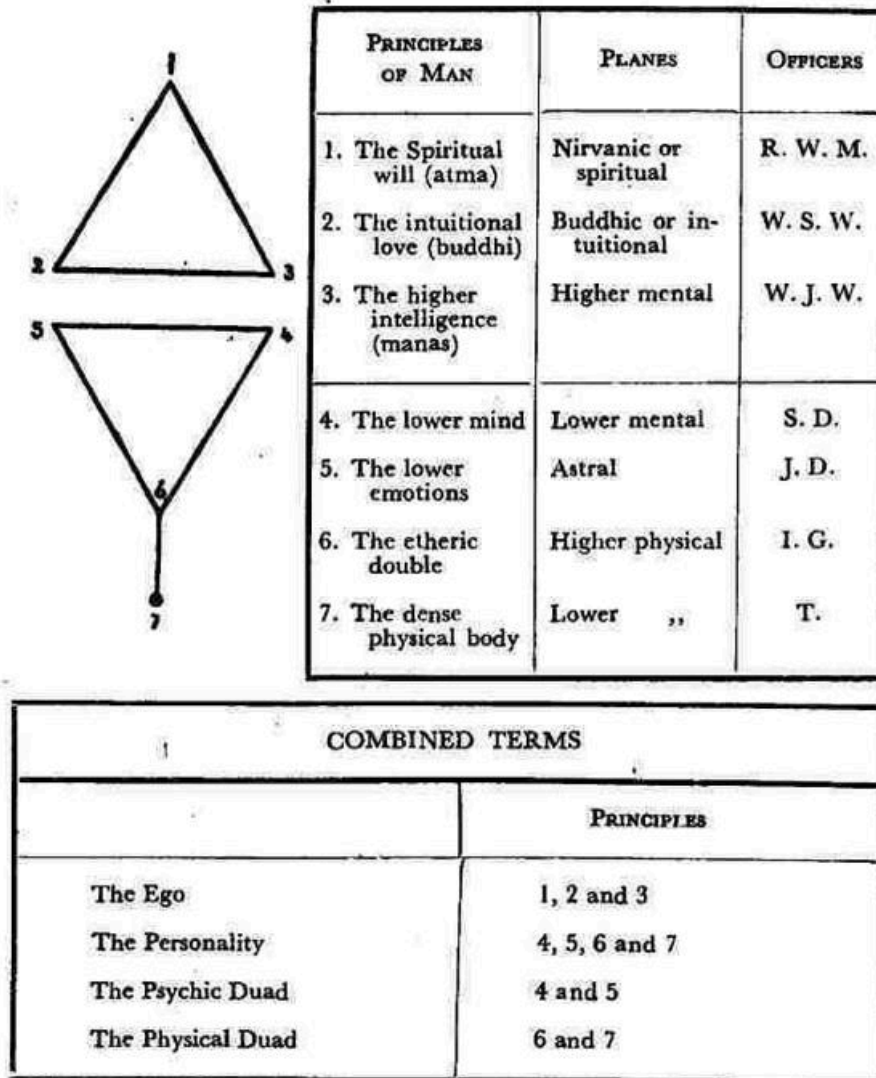 1
2
3
5
4
6
7
PRINCIPLES OF MAN
PLANES
OFFICERS
1. The Spiritual will (atma)
Nirvanic or spiritual
R. W. M.
2. The intuitional love (buddhi)
Buddhic or in-
tuitional
W. S. W.
3. The higher intelligence (manas)
Higher mental
W. J. W.
4. The lower mind
Lower mental
S. D.
5. The lower emotions
Astral
J. D.
6. The etheric double
Higher physical
I. G.
7. The dense physical body
Lower ,,
T.
COMBINED TERMS
PRINCIPLES
The Ego
1, 2 and 3
The Personality
4, 5, 6 and 7
The Psychic Duad
4 and 5
The Physical Duad
6 and 7